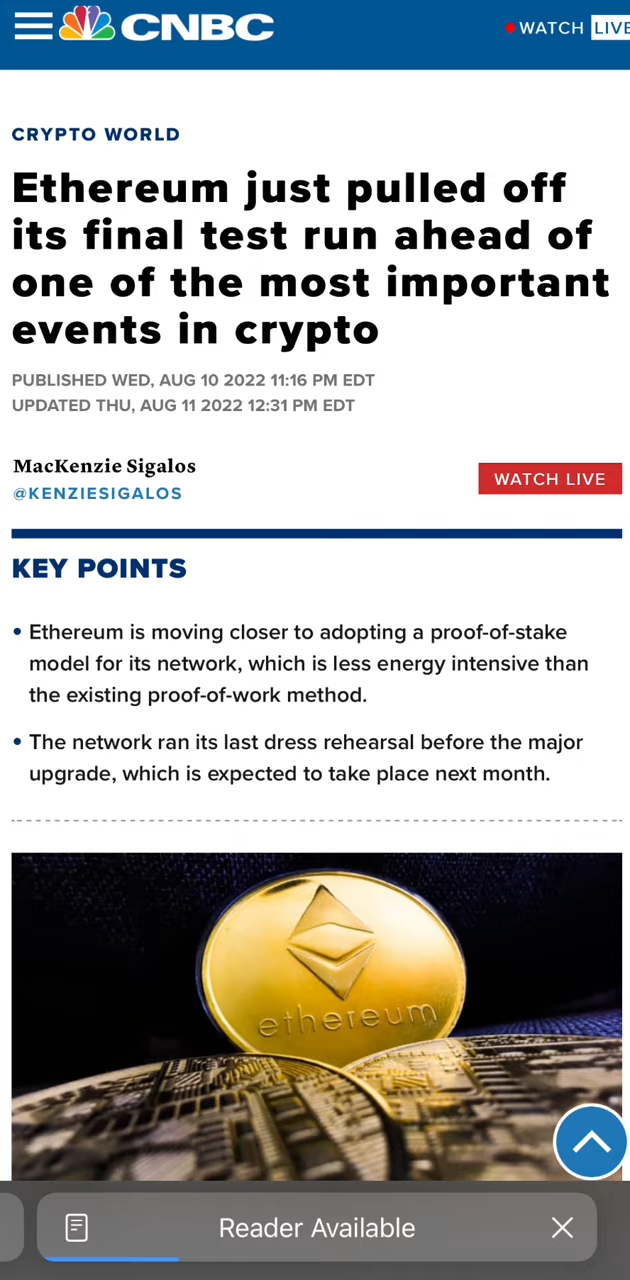 CNBC
WATCH LIVE
CRYPTO WORLD
Ethereum just pulled off
its final test run ahead of
one of the most important
events in crypto
PUBLISHED WED, AUG 10 2022 11:16 PM EDT
UPDATED THU, AUG 11 2022 12:31 PM EDT
MacKenzie Sigalos
@KENZIESIGALOS
WATCH LIVE
KEY POINTS
• Ethereum is moving closer to adopting a proof-of-stake
model for its network, which is less energy intensive than
the existing proof-of-work method.
• The network ran its last dress rehearsal before the major
upgrade, which is expected to take place next month.
ethereum
Reader Available